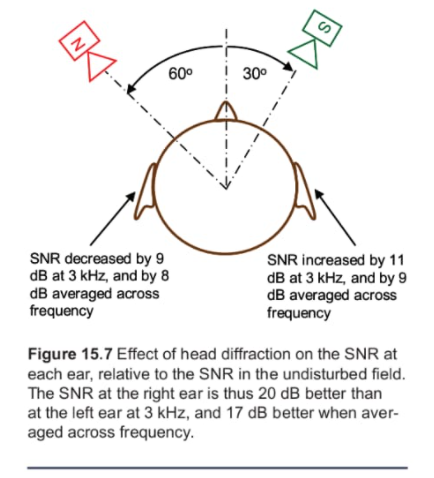 N
S
60º
30º
SNR decreased by 9
dB at 3 kHz, and by 8
dB averaged across
frequency
SNR increased by 11
dB at 3 kHz, and by 9
dB averaged across
frequency
Figure 15.7 Effect of head diffraction on the SNR at
each ear, relative to the SNR in the undisturbed field.
The SNR at the right ear is thus 20 dB better than
at the left ear at 3 kHz, and 17 dB better when aver-
aged across frequency.